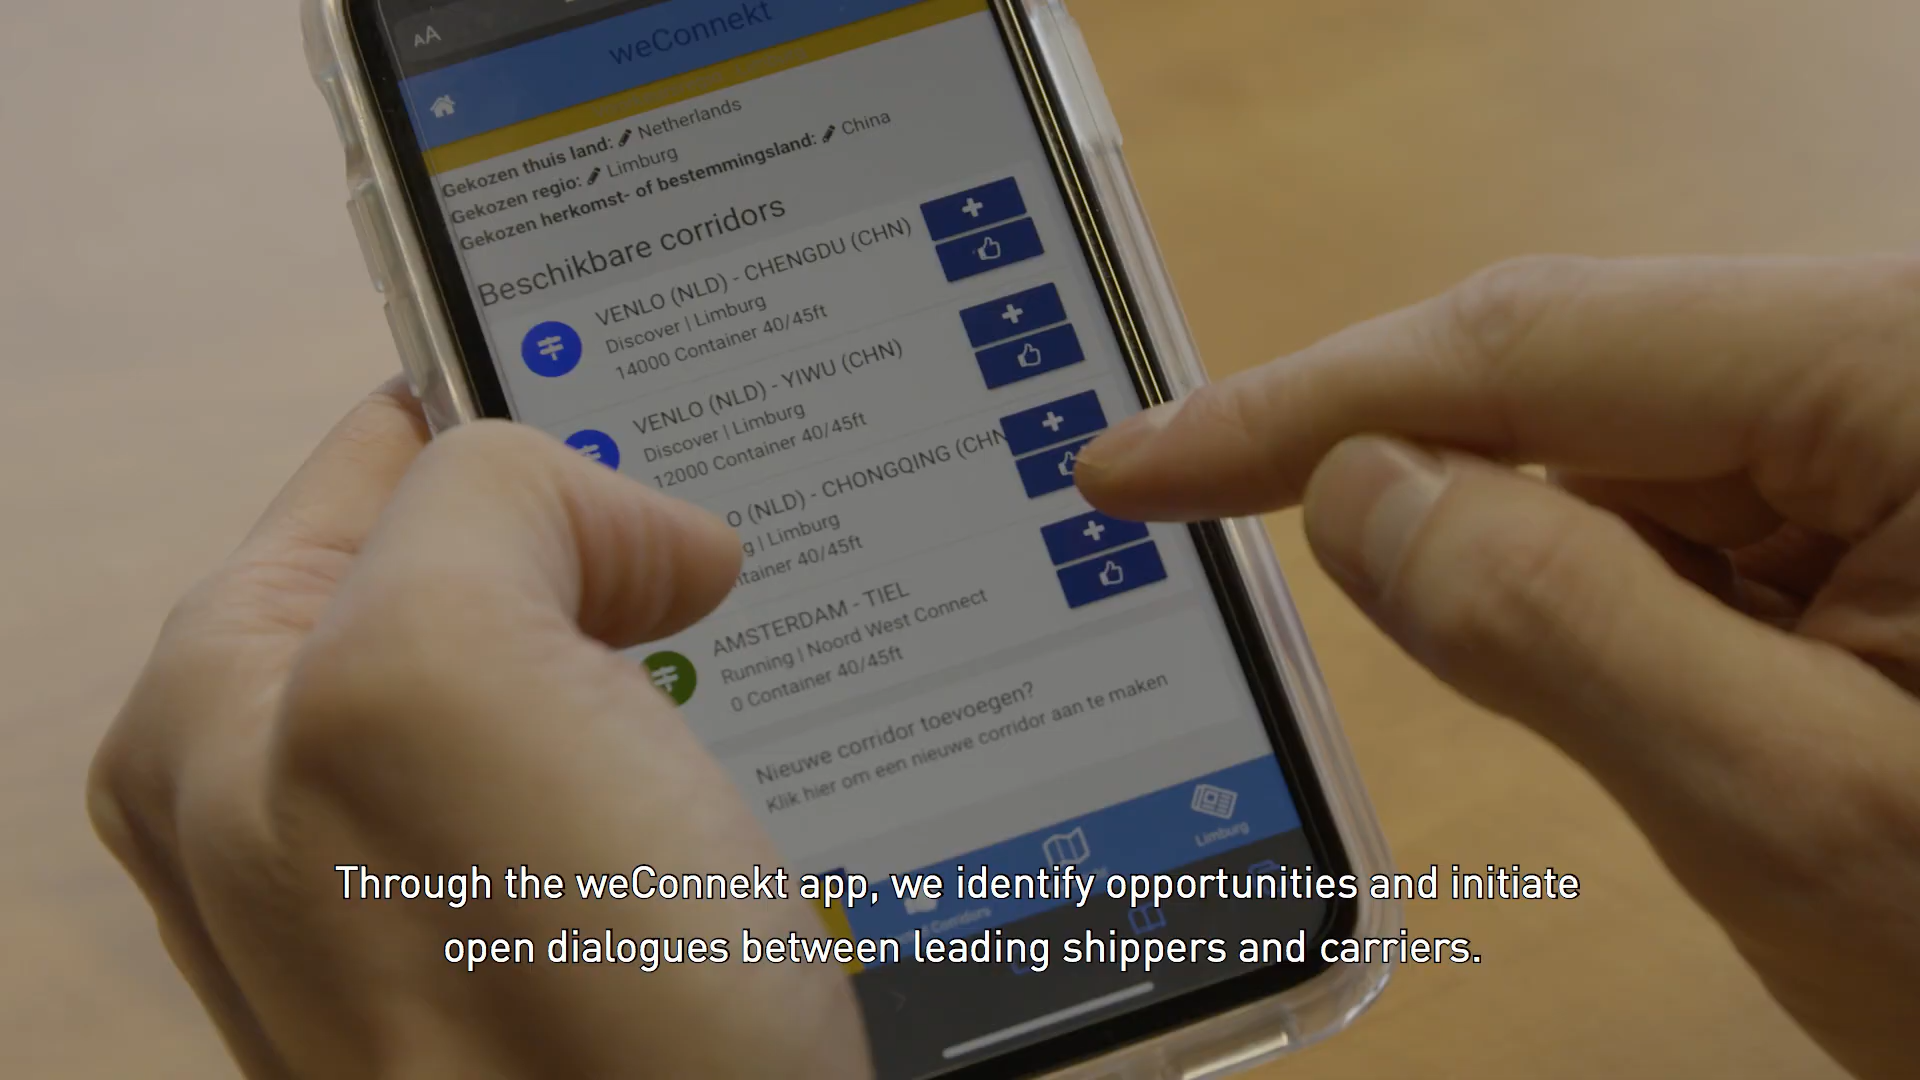 AA
weConnekt
Gekozen thuis land: Netherlands
Gekozen regio: Limburg
Gekozen herkomst- of bestemmingsland: China
Beschikbare corridors
VENLO (NLD) - CHENGDU (CHN)
Discover | Limburg
14000 Container 40/45ft
VENLO (NLD) - YIWU (CHN)
Discover | Limburg
12000 Container 40/45ft
O (NLD) - CHONGQING (CHN
g | Limburg
ntainer 40/45ft
AMSTERDAM - TIEL
Running | Noord West Connect
0 Container 40/45ft
Nieuwe corridor toevoegen?
Klik hier om een nieuwe corridor aan te maken
Limburg
Corridors
Through the weConnekt app, we identify opportunities and initiate
open dialogues between leading shippers and carriers.